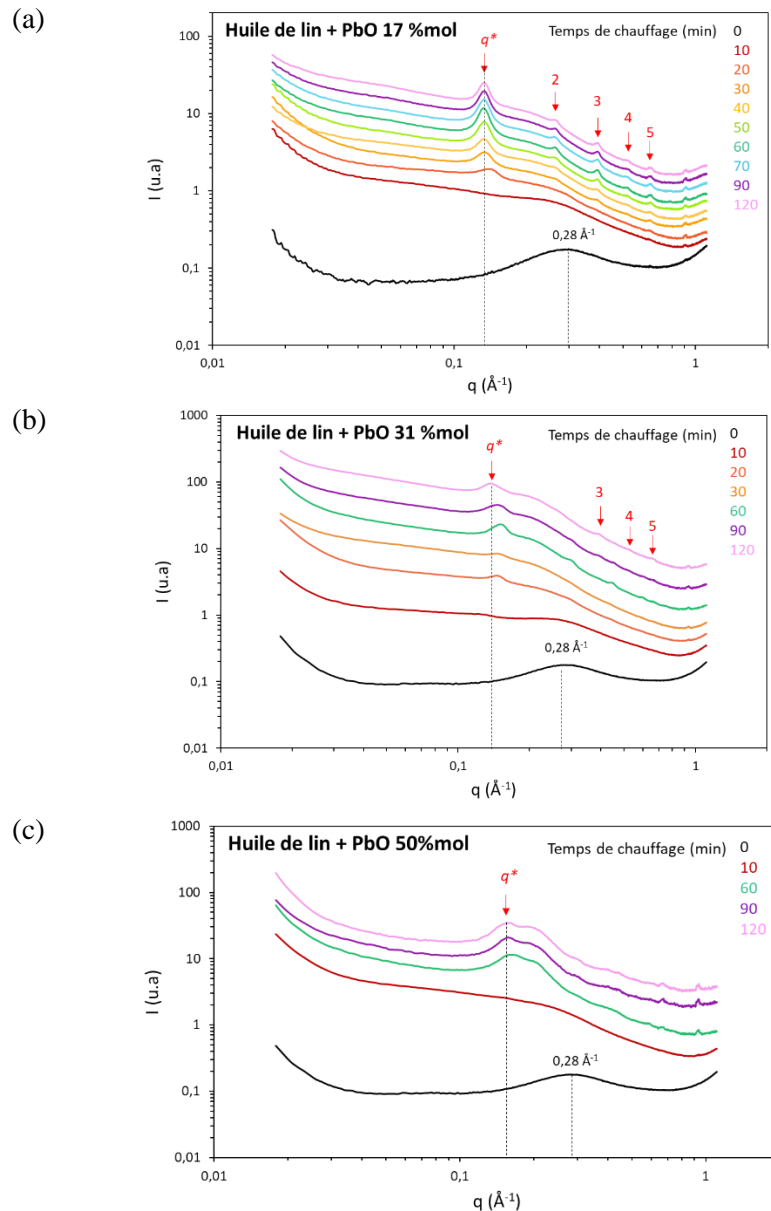 (a)
Huile de lin + PbO 17 %mol
q*
Temps de chauffage (min)
0
10
20
30
40
50
60
70
90
120
2
3
4
5
0,28 Å⁻¹
I (u.a)
100
10
1
0,1
0,01
0,01
0,1
1
q (Å⁻¹)
(b)
Huile de lin + PbO 31 %mol
q*
Temps de chauffage (min)
0
10
20
30
60
90
120
3
4
5
0,28 Å⁻¹
I (u.a)
1000
100
10
1
0,1
0,01
0,01
0,1
1
q (Å⁻¹)
(c)
Huile de lin + PbO 50%mol
q*
Temps de chauffage (min)
0
10
60
90
120
0,28 Å⁻¹
I (u.a)
1000
100
10
1
0,1
0,01
0,01
0,1
1
q (Å⁻¹)